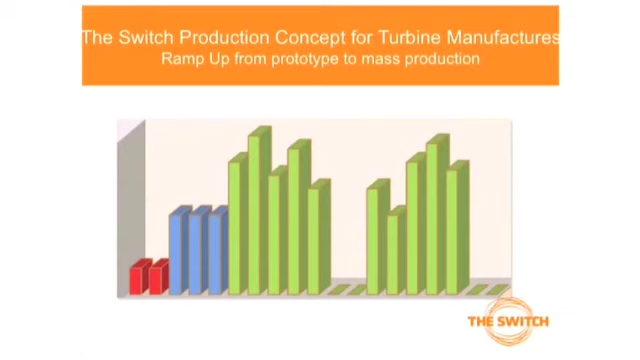 The Switch Production Concept for Turbine Manufactures
Ramp Up from prototype to mass production
THE SWITCH